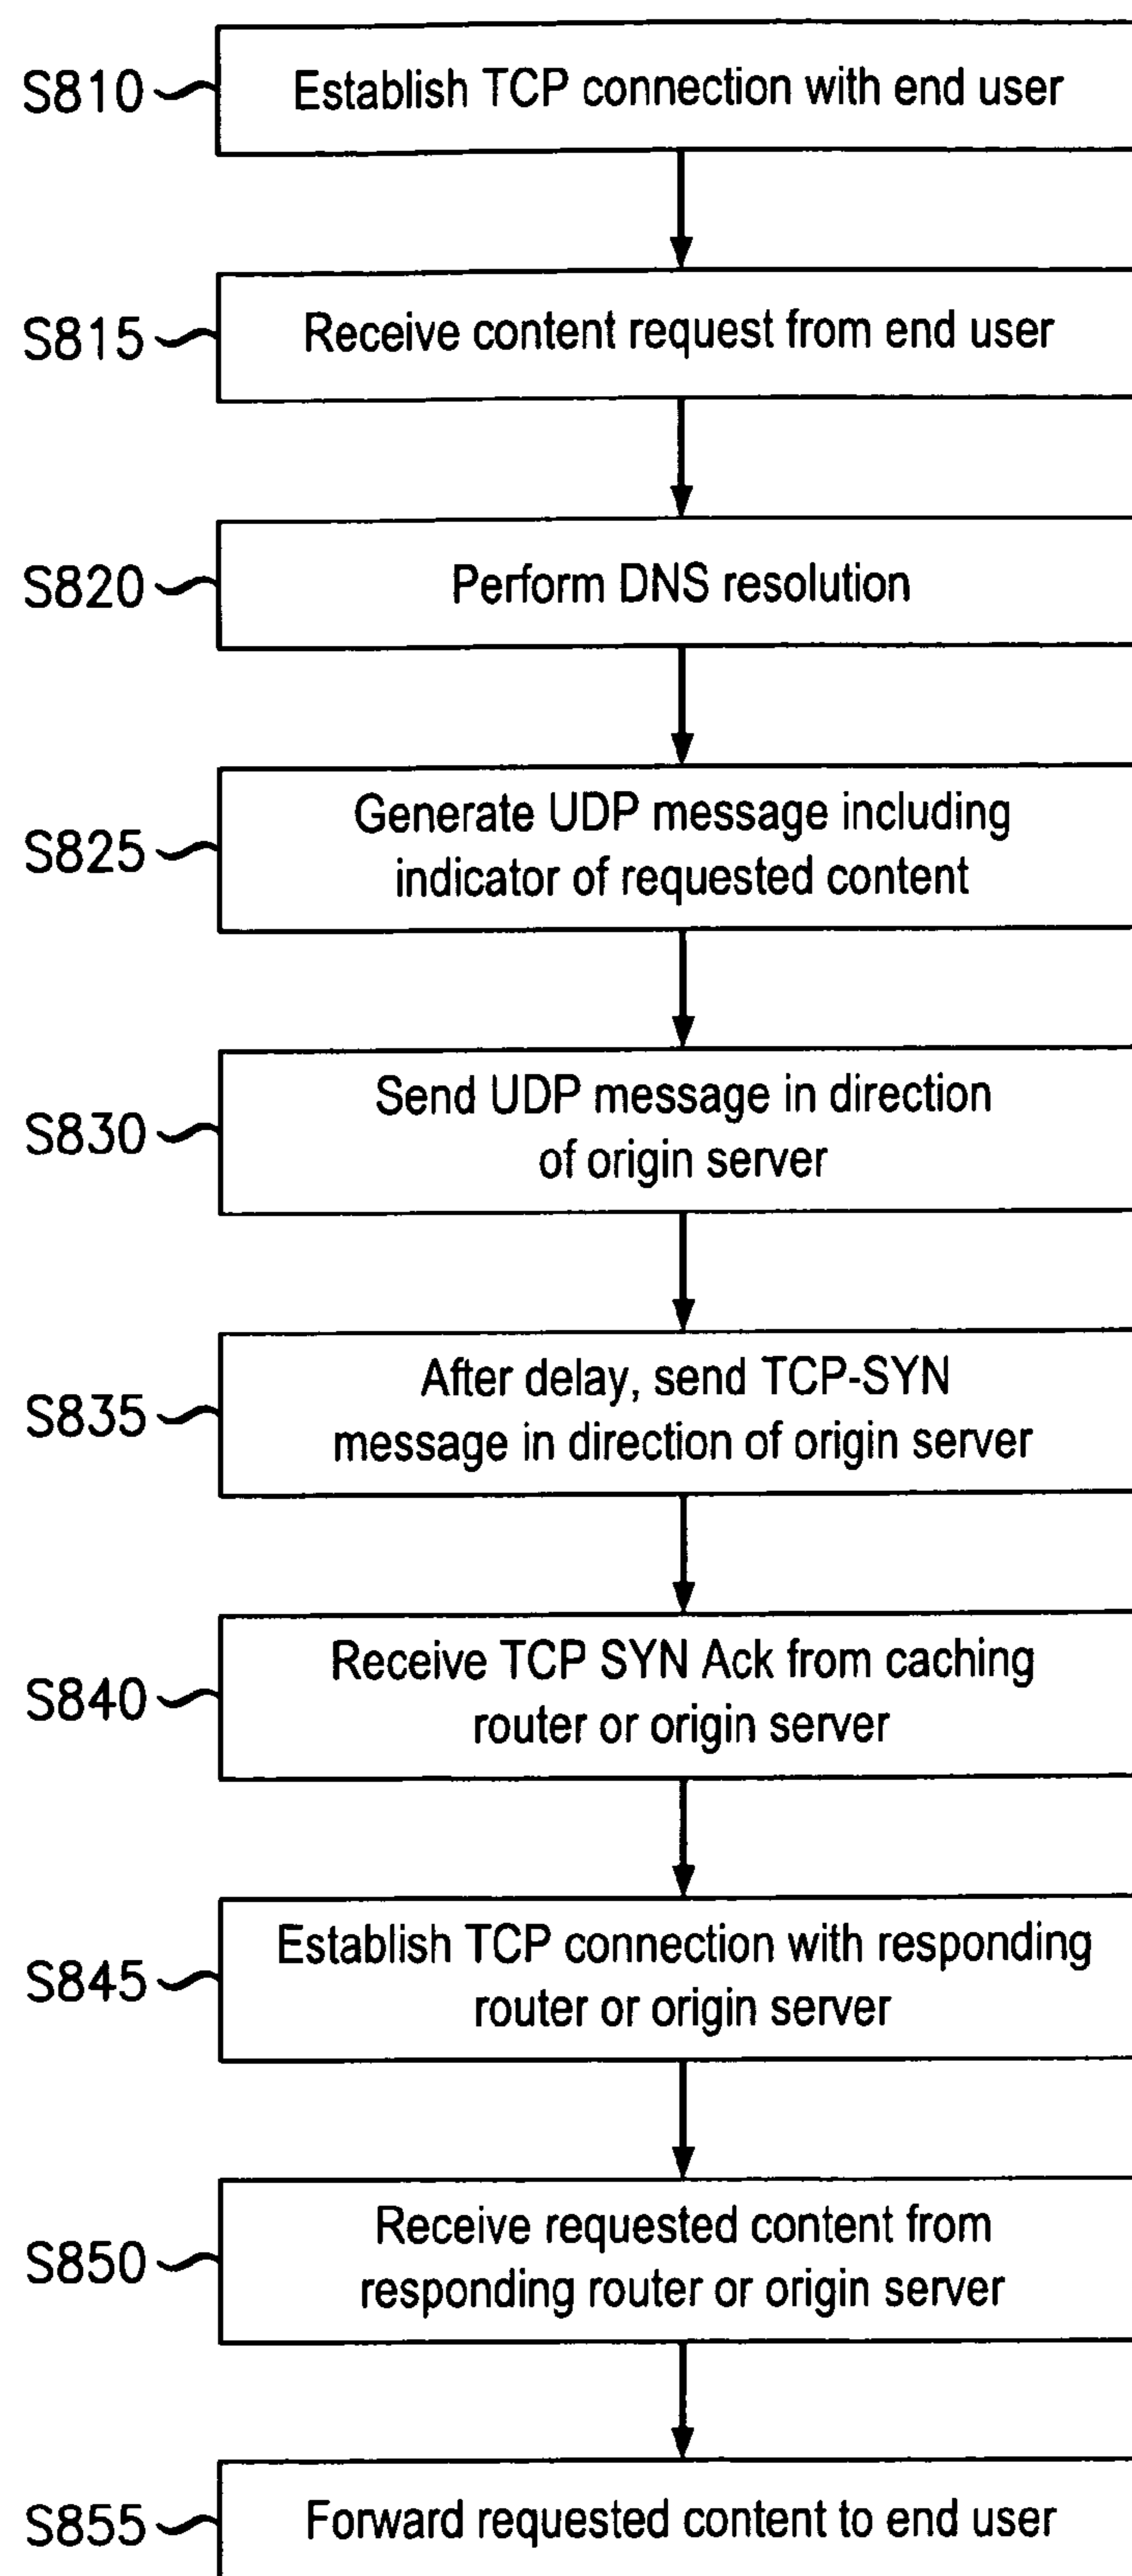 S810 Establish TCP connection with end user
S815 Receive content request from end user
S820 Perform DNS resolution
S825 Generate UDP message including
indicator of requested content
S830 Send UDP message in direction
of origin server
S835 After delay, send TCP-SYN
message in direction of origin server
S840 Receive TCP SYN Ack from caching
router or origin server
S845 Establish TCP connection with responding
router or origin server
S850 Receive requested content from
responding router or origin server
S855 Forward requested content to end user